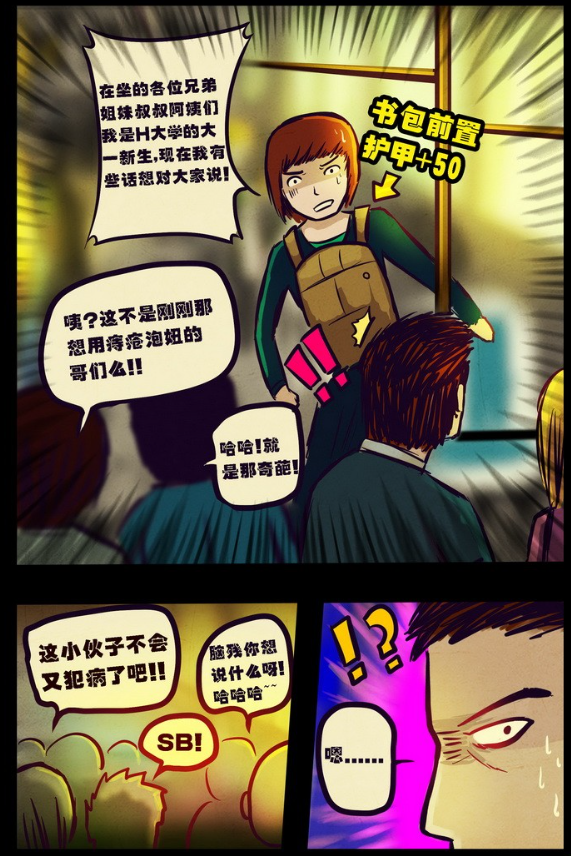 在坐的各位兄弟
姐妹叔叔阿姨们
我是H大学的大
一新生,现在我有
些话想对大家说!
书包前置
护甲+50
咦?这不是刚刚那
想用痔疮泡妞的
哥们么!!
!!
哈哈!就
是那奇葩!
这小伙子不会
又犯病了吧!!
脑残你想
说什么呀!
哈哈哈~~
SB!
!?
嗯……